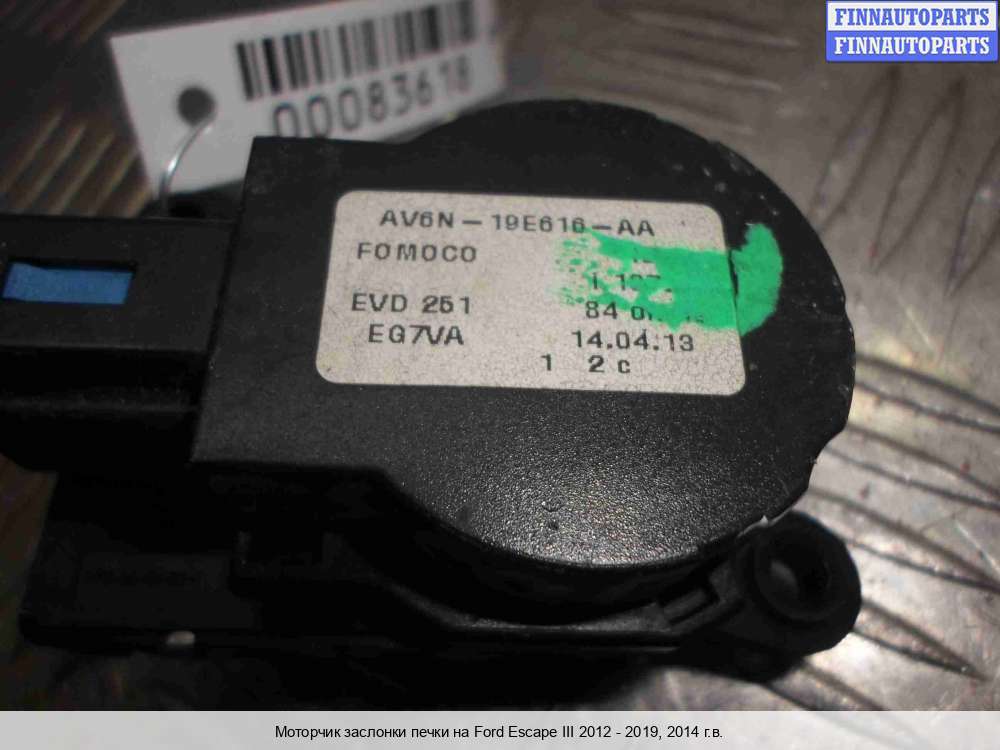 FINNAUTOPARTS
FINNAUTOPARTS
00083618
AV6N-19E616-AA
FOMOCO
EVD 251
84
EG7VA 14.04.13
1 2 c
Моторчик заслонки печки на Ford Escape III 2012 - 2019, 2014 г.в.